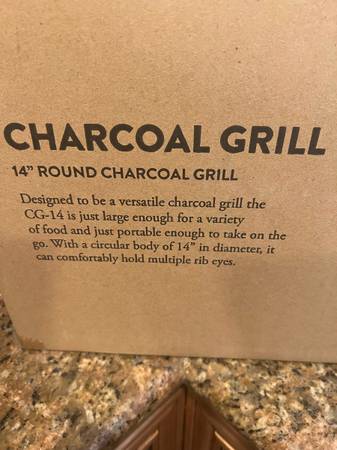 CHARCOAL GRILL
14" ROUND CHARCOAL GRILL
Designed to be a versatile charcoal grill the
CG-14 is just large enough for a variety
of food and just portable enough to take on the
go. With a circular body of 14" in diameter, it
can comfortably hold multiple rib eyes.